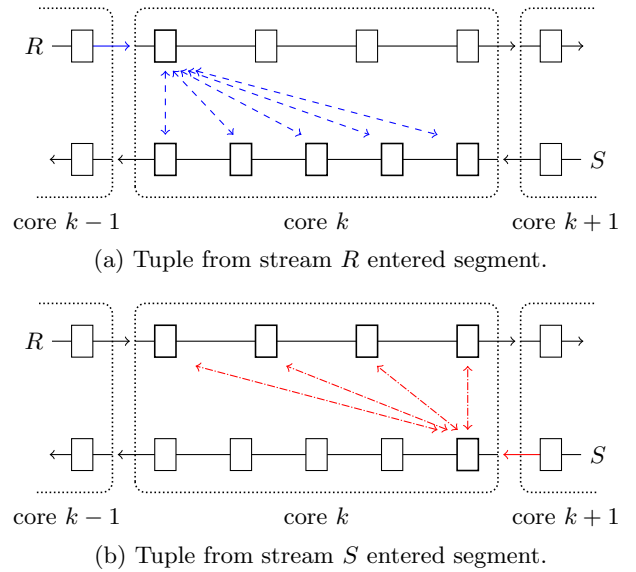 R
S
core k − 1 core k core k + 1
(a) Tuple from stream R entered segment.
R
S
core k − 1 core k core k + 1
(b) Tuple from stream S entered segment.